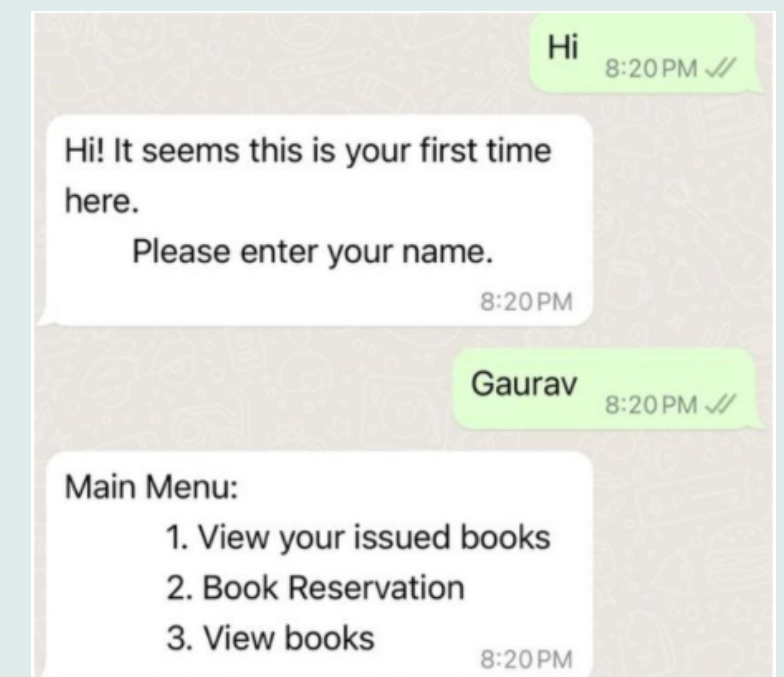 Hi
8:20 PM
Hi! It seems this is your first time
here.
Please enter your name.
8:20 PM
Gaurav
8:20 PM
Main Menu:
1. View your issued books
2. Book Reservation
3. View books
8:20 PM